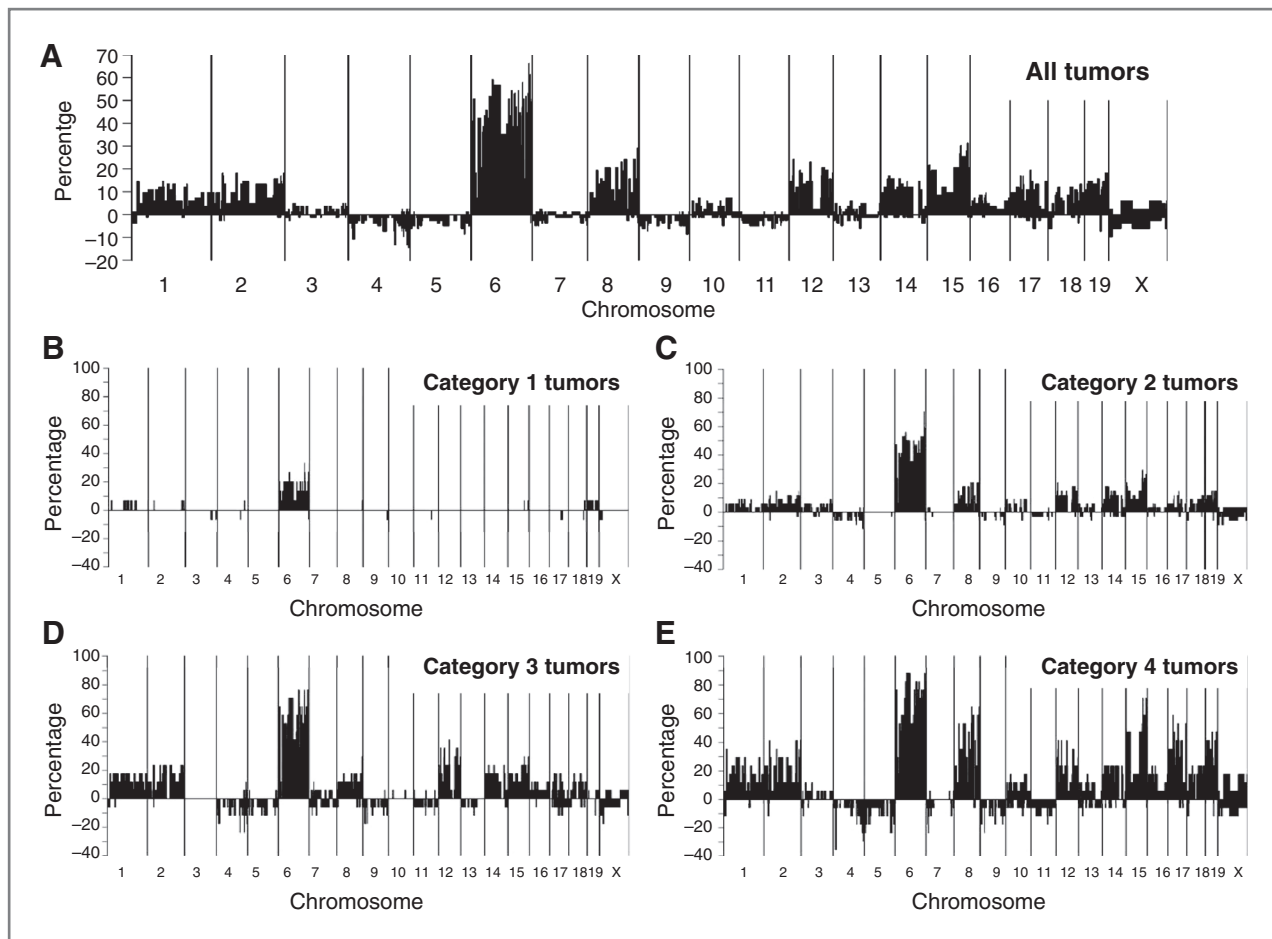 A
All tumors
Percentge
70
60
50
40
30
20
10
0
–10
–20
1 2 3 4 5 6 7 8 9 10 11 12 13 14 15 16 17 18 19 X
Chromosome
B
Category 1 tumors
Percentage
100
80
60
40
20
0
–20
–40
1 2 3 4 5 6 7 8 9 10 11 12 13 14 15 16 17 18 19 X
Chromosome
C
Category 2 tumors
Percentage
100
80
60
40
20
0
–20
–40
1 2 3 4 5 6 7 8 9 10 11 12 13 14 15 16 17 18 19 X
Chromosome
D
Category 3 tumors
Percentage
100
80
60
40
20
0
–20
–40
1 2 3 4 5 6 7 8 9 10 11 12 13 14 15 16 17 18 19 X
Chromosome
E
Category 4 tumors
Percentage
100
80
60
40
20
0
–20
–40
1 2 3 4 5 6 7 8 9 10 11 12 13 14 15 16 17 18 19 X
Chromosome